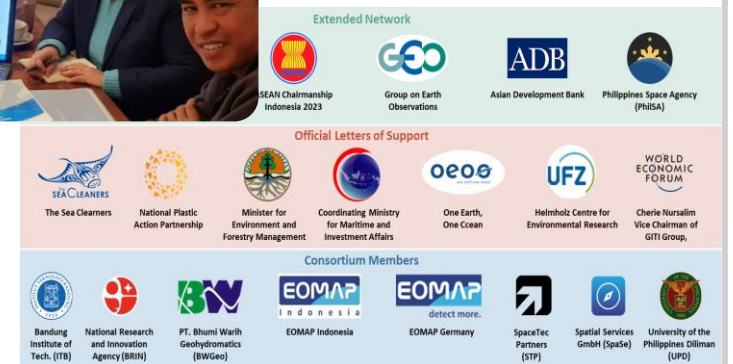 Extended Network
GEO
ADB
SEAN Chairmanship
Indonesia 2023
Group on Earth
Observations
Asian Development Bank
Philippines Space Agency
(PhilSA)
Official Letters of Support
THE
SEACLEANERS
oeoo
UFZ
WORLD
ECONOMIC
FORUM
The Sea Clearners
National Plastic
Action Partnership
Minister for
Environment and
Forestry Management
Coordinating Ministry
for Maritime and
Investment Affairs
One Earth,
One Ccean
Helmholz Centre for
Environmental Research
Cherie Nursalim
Vice Chairman of
GITI Group,
Consortium Members
BW
EOMAP
Indonesia
EOMAP
detect more.
Bandung
Institute of
Tech. (ITB)
National Research
and Innovation
Agency (BRIN)
PT. Bhumi Warih
Geohydromatics
(BWGeo)
EOMAP Indonesia
EOMAP Germany
SpaceTec
Partners
(STP)
Spatial Services
GmbH (SpaSe)
University of the
Philippines Diliman
(UPD)